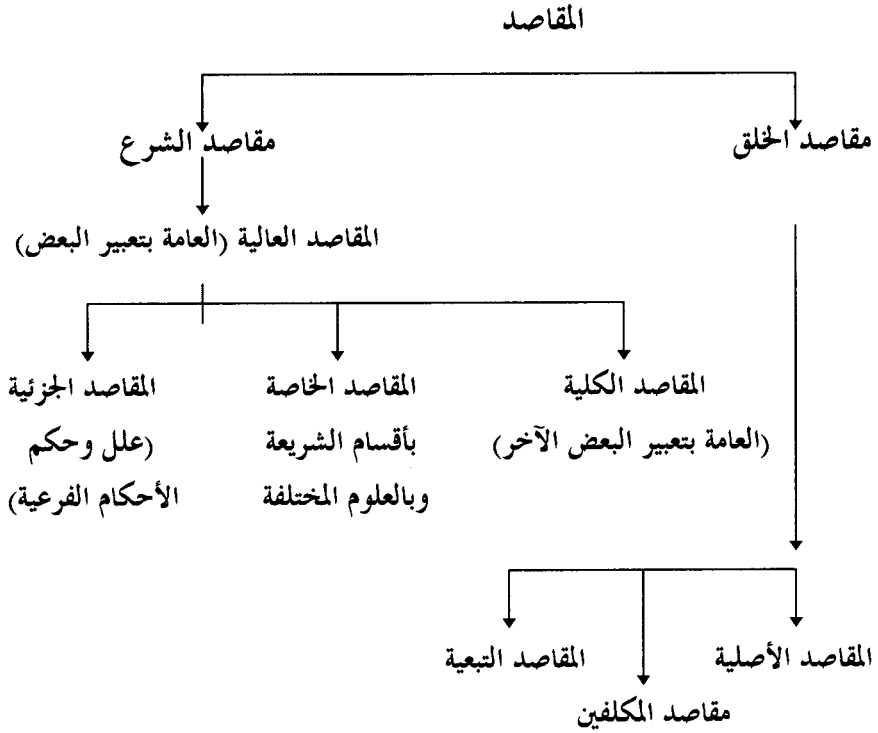 المقاصد
مقاصد الخلق
مقاصد الشرع
المقاصد العالية (العامة بتعبير البعض)
المقاصد الكلية
(العامة بتعبير البعض الآخر)
المقاصد الخاصة
بأقسام الشريعة
وبالعلوم المختلفة
المقاصد الجزئية
(علل وحكم
الأحكام الفرعية)
المقاصد الأصلية
مقاصد المكلفين
المقاصد التبعية